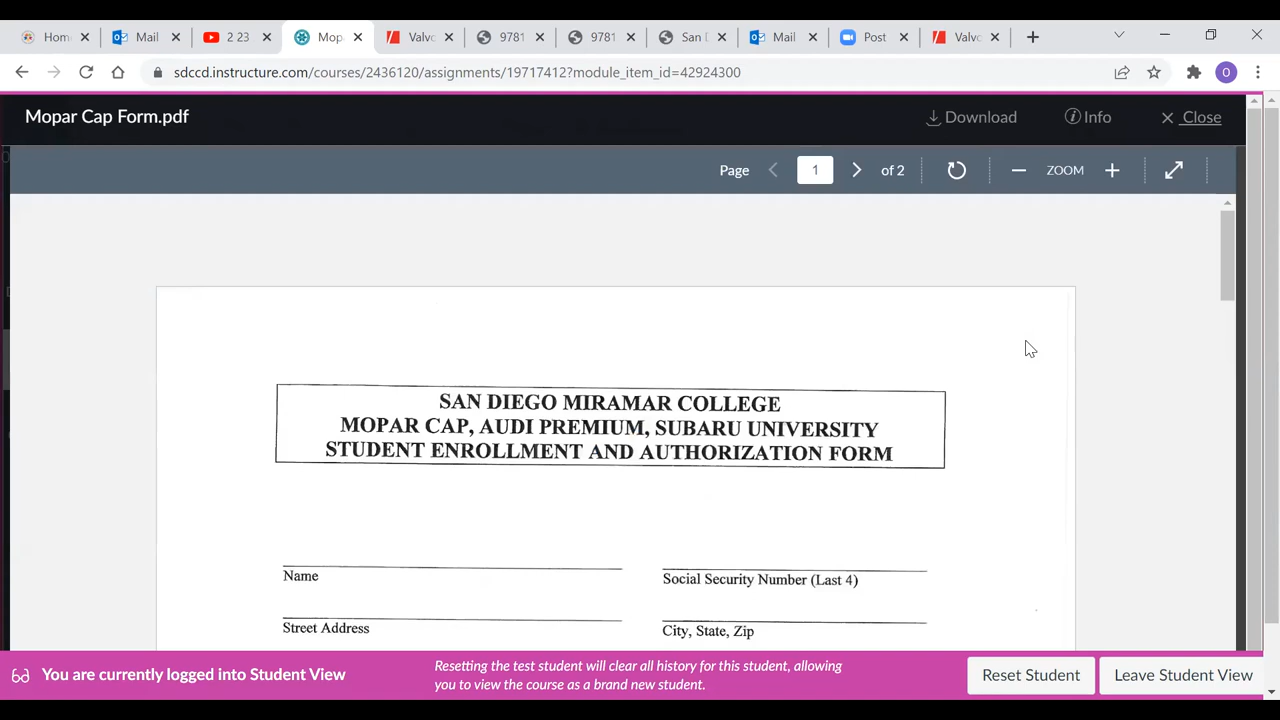 Hom
Mail
2 23
Mop
Valvo
9781
9781
San D
Mail
Post
Valvo
sdccd.instructure.com/courses/2436120/assignments/19717412?module_item_id=42924300
O
Mopar Cap Form.pdf
Download
Info
Close
Page 1 of 2
ZOOM
SAN DIEGO MIRAMAR COLLEGE
MOPAR CAP, AUDI PREMIUM, SUBARU UNIVERSITY
STUDENT ENROLLMENT AND AUTHORIZATION FORM
Name
Social Security Number (Last 4)
Street Address
City, State, Zip
You are currently logged into Student View
Resetting the test student will clear all history for this student, allowing
you to view the course as a brand new student.
Reset Student
Leave Student View